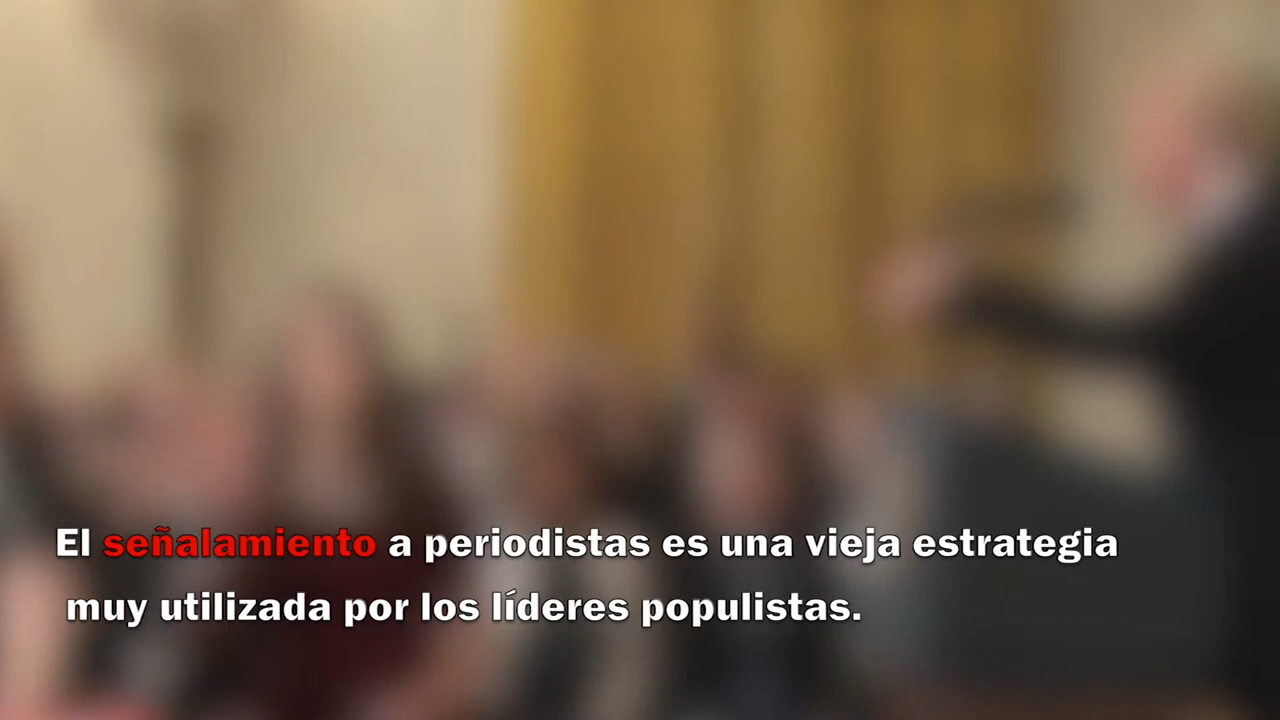 El señalamiento a periodistas es una vieja estrategia
muy utilizada por los líderes populistas.